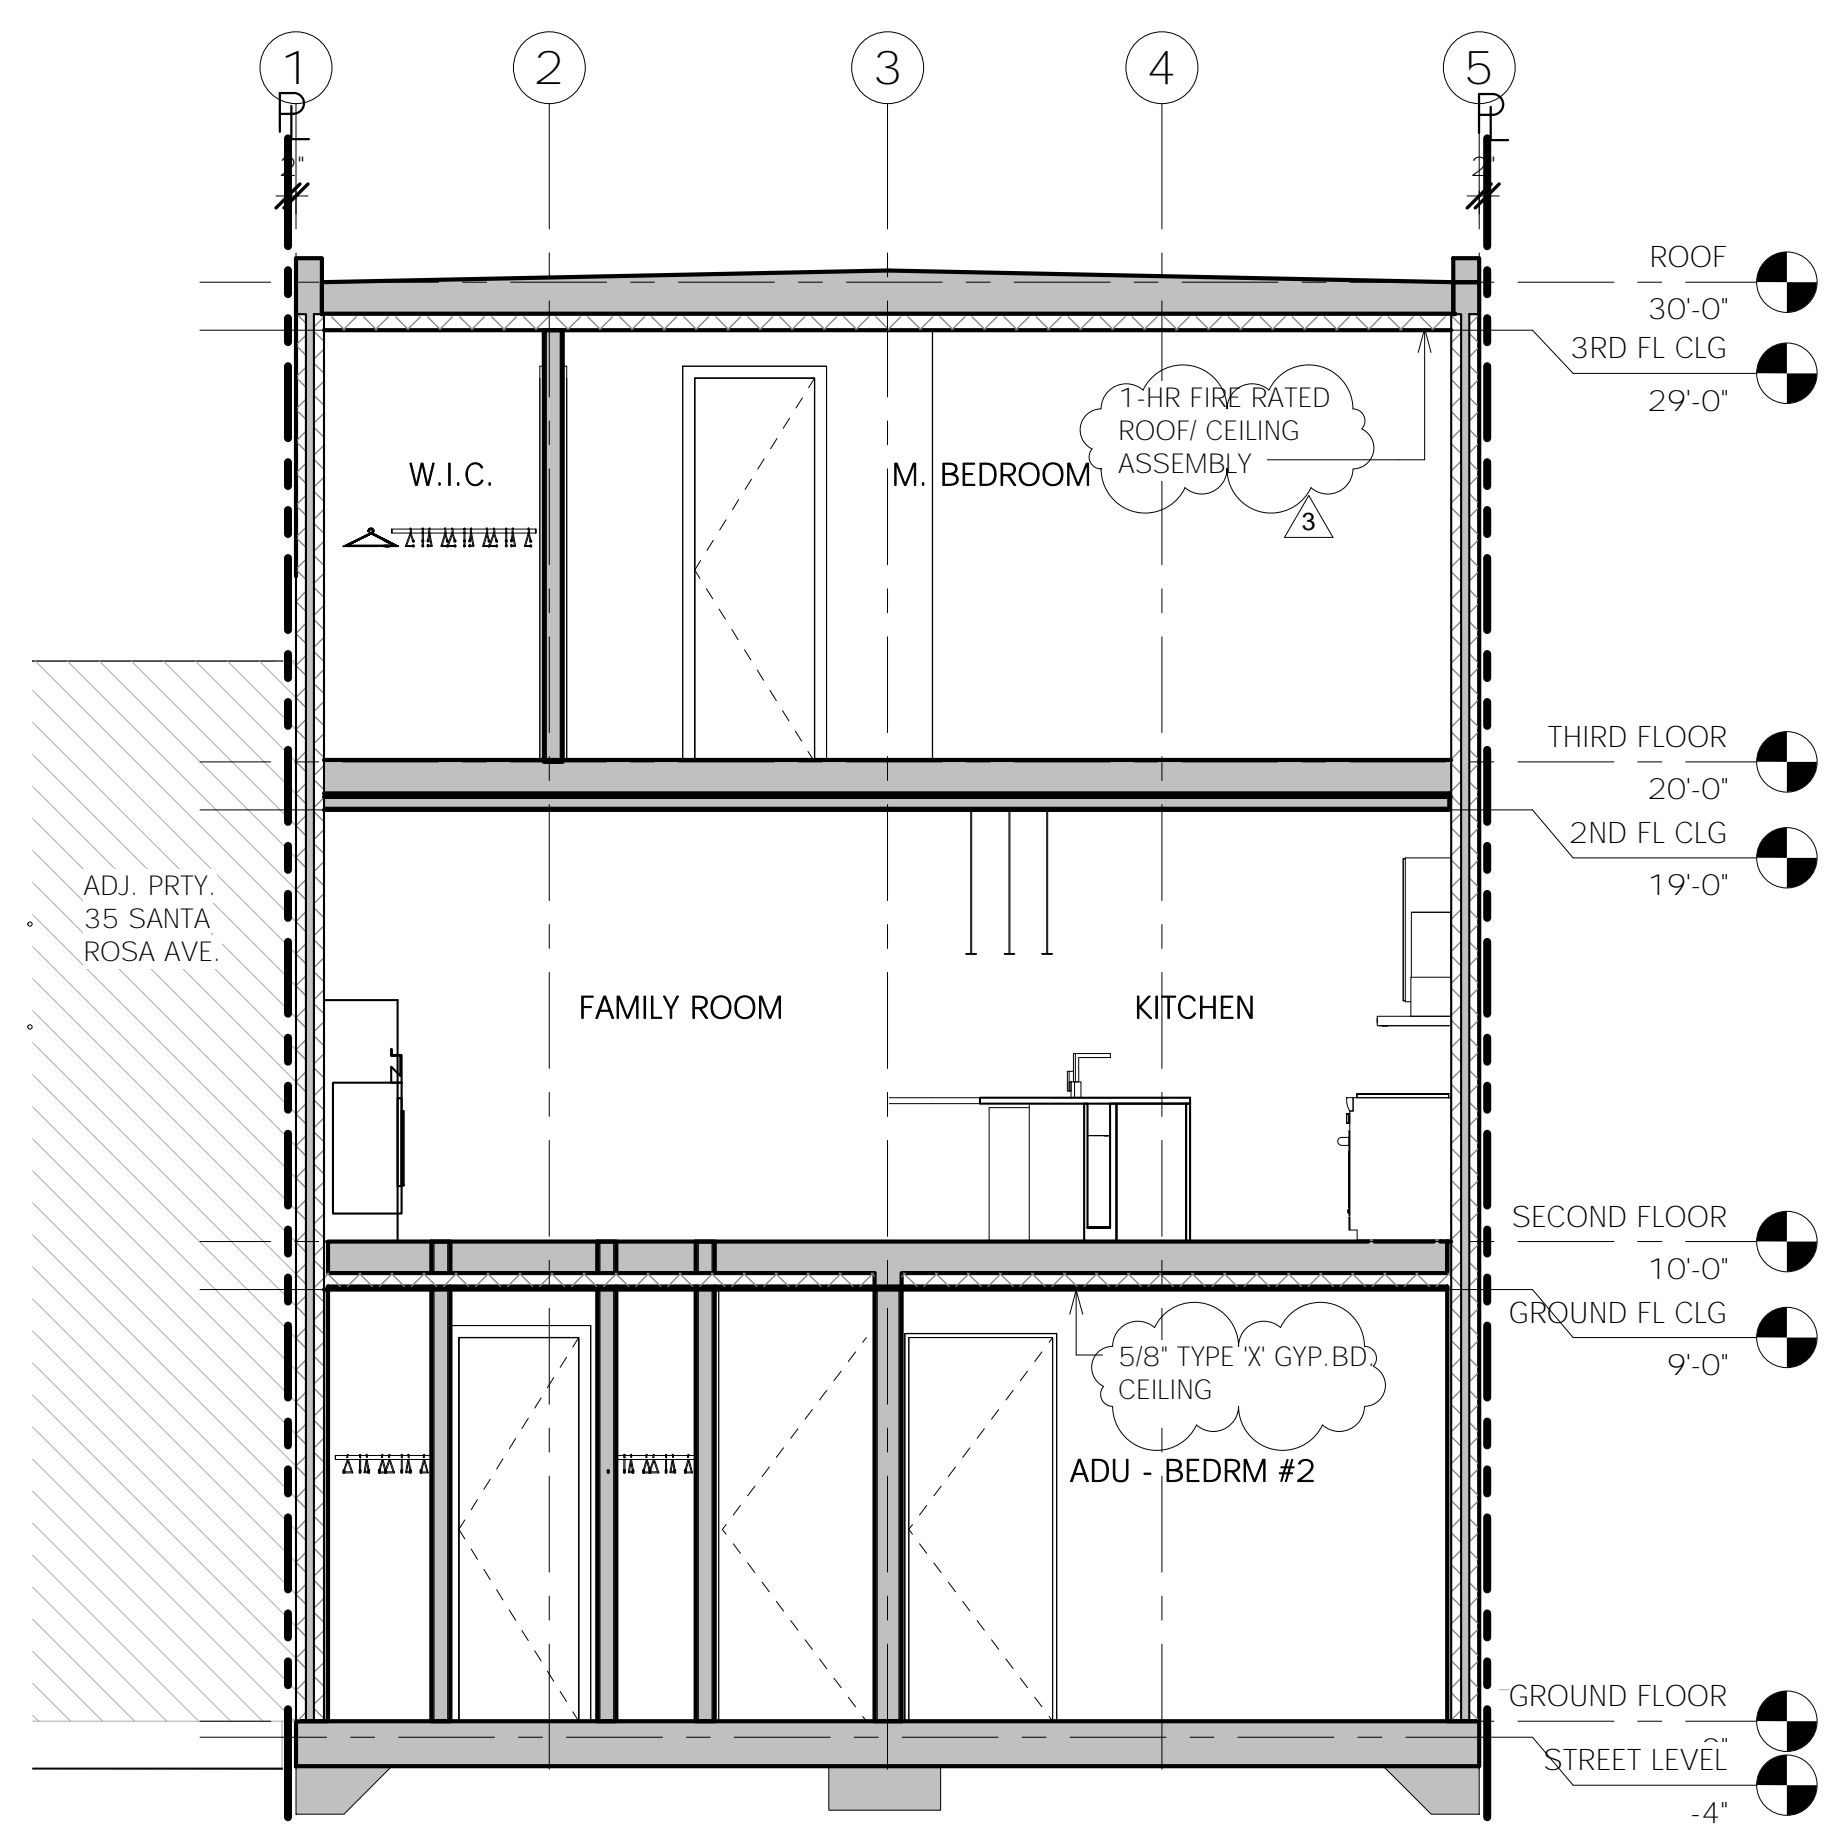 1
2
3
4
5
PL
PL
2"
2"
ROOF
30'-0"
3RD FL CLG
29'-0"
1-HR FIRE RATED
ROOF/ CEILING
ASSEMBLY
3
W.I.C.
M. BEDROOM
THIRD FLOOR
20'-0"
2ND FL CLG
19'-0"
ADJ. PRTY.
35 SANTA
ROSA AVE.
FAMILY ROOM
KITCHEN
SECOND FLOOR
10'-0"
GROUND FL CLG
9'-0"
5/8" TYPE 'X' GYP.BD.
CEILING
ADU - BEDRM #2
GROUND FLOOR
STREET LEVEL
-4"